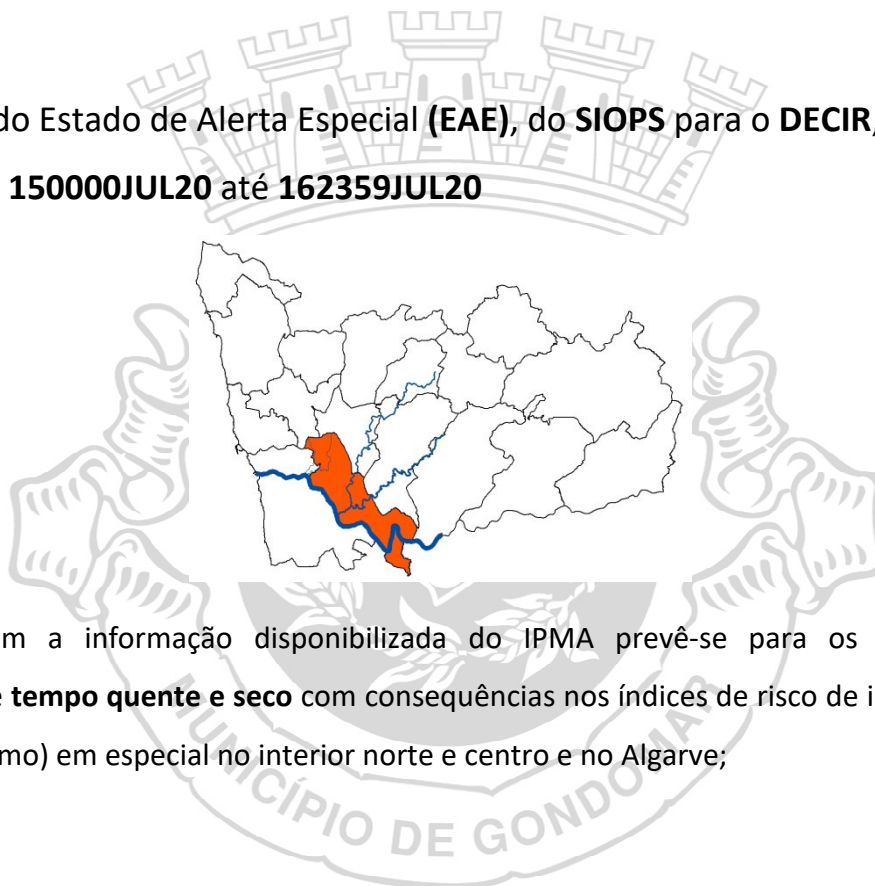 do Estado de Alerta Especial (EAE), do SIOPS para o DECIR,
150000JUL20 até 162359JUL20
m a informação disponibilizada do IPMA prevê-se para os
e tempo quente e seco com consequências nos índices de risco de i
mo) em especial no interior norte e centro e no Algarve;
MUNICÍPIO DE GONDOMAR